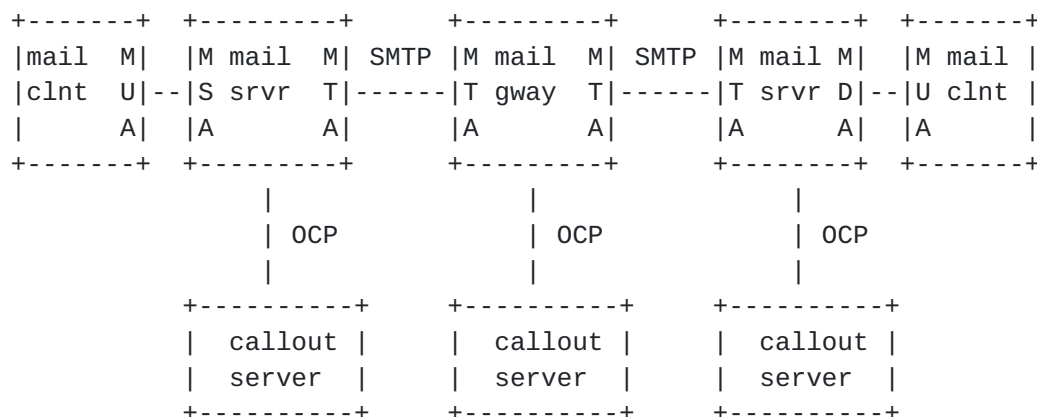 +-------+  +---------+      +---------+      +--------+  +-------+
|mail  M|  |M mail  M| SMTP |M mail  M| SMTP |M mail M|  |M mail |
|clnt  U|--|S srvr  T|------|T gway  T|------|T srvr D|--|U clnt |
|      A|  |A       A|      |A       A|      |A      A|  |A      |
+-------+  +---------+      +---------+      +--------+  +-------+
                |                |                |
                | OCP            | OCP            | OCP
                |                |                |
           +----------+     +----------+     +----------+
           |  callout |     |  callout |     |  callout |
           |  server  |     |  server  |     |  server  |
           +----------+     +----------+     +----------+